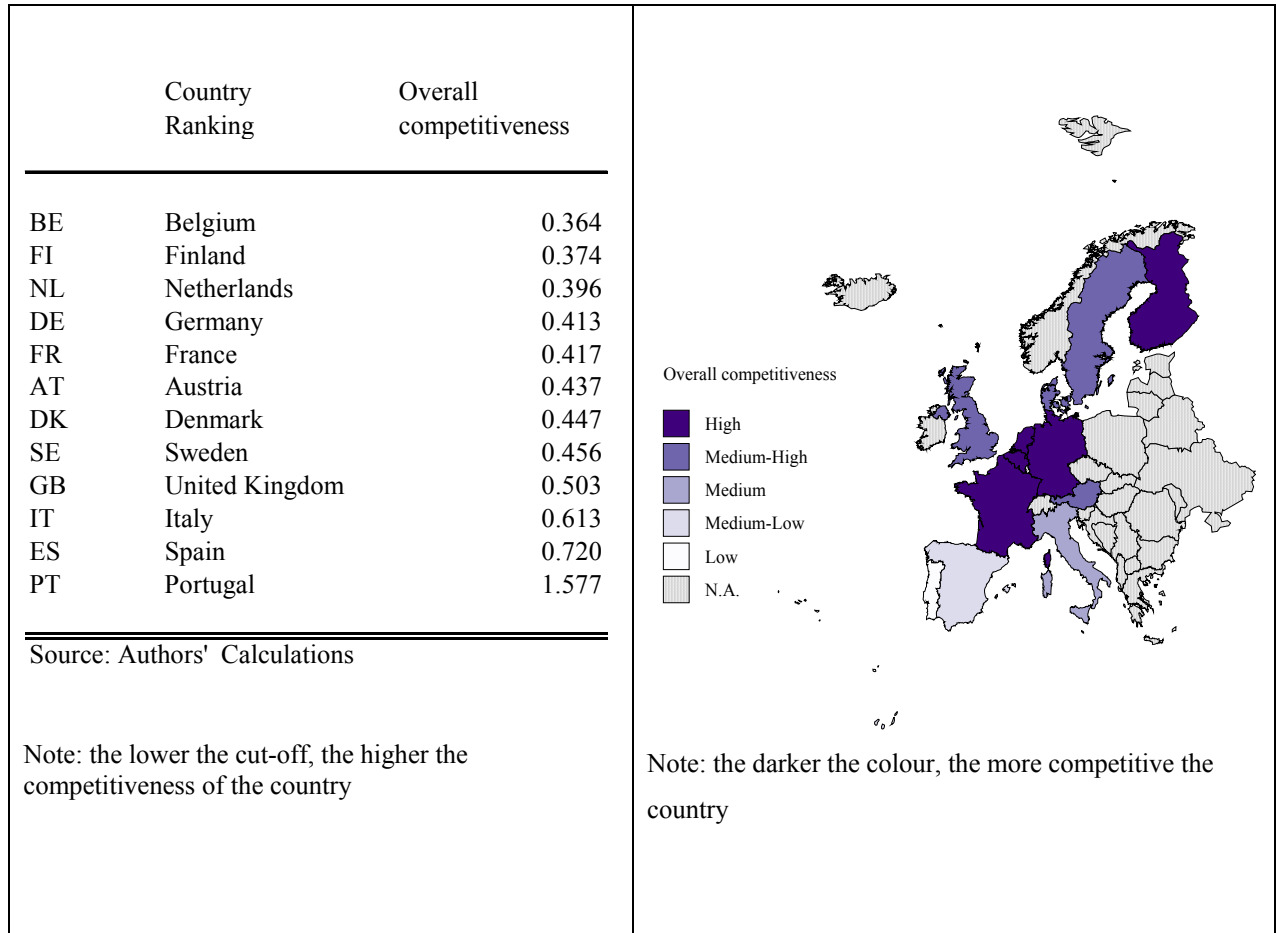 Country Overall
Ranking competitiveness
BE Belgium 0.364
FI Finland 0.374
NL Netherlands 0.396
DE Germany 0.413
FR France 0.417
AT Austria 0.437
DK Denmark 0.447
SE Sweden 0.456
GB United Kingdom 0.503
IT Italy 0.613
ES Spain 0.720
PT Portugal 1.577
Source: Authors' Calculations
Note: the lower the cut-off, the higher the
competitiveness of the country
Overall competitiveness
High
Medium-High
Medium
Medium-Low
Low
N.A.
Note: the darker the colour, the more competitive the
country